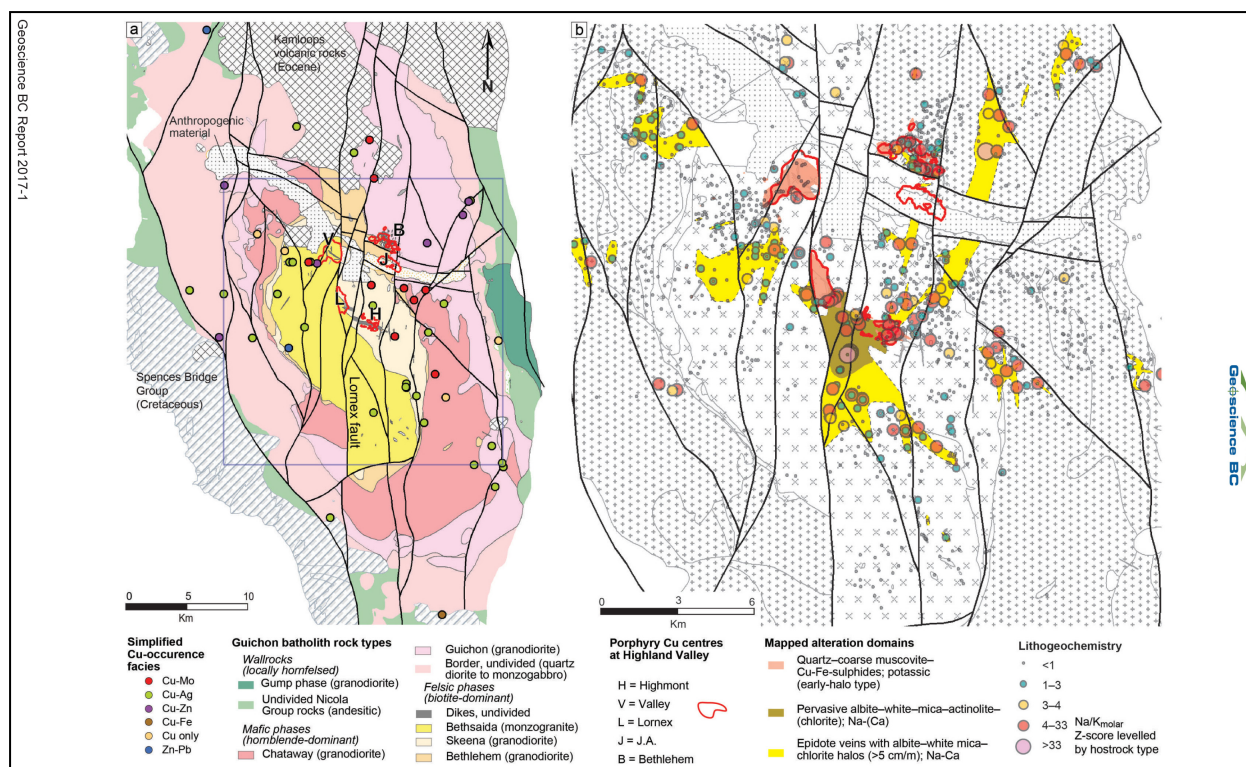 Geoscience BC Report 2017-1
a
Kamloops
volcanic rocks
(Eocene)
N
Anthropogenic
material
V
B
J
L
H
Spences Bridge
Group
(Cretaceous)
Lornex fault
0 5 10
Km
b
0 3 6
Km
Geoscience BC
Simplified
Cu-occurence
facies
Cu-Mo
Cu-Ag
Cu-Zn
Cu-Fe
Cu only
Zn-Pb
Guichon batholith rock types
Wallrocks
(locally hornfelsed)
Gump phase (granodiorite)
Undivided Nicola
Group rocks (andesitic)
Mafic phases
(hornblende-dominant)
Chataway (granodiorite)
Guichon (granodiorite)
Border, undivided (quartz
diorite to monzogabbro)
Felsic phases
(biotite-dominant)
Dikes, undivided
Bethsaida (monzogranite)
Skeena (granodiorite)
Bethlehem (granodiorite)
Porphyry Cu centres
at Highland Valley
H = Highmont
V = Valley
L = Lornex
J = J.A.
B = Bethlehem
Mapped alteration domains
Quartz–coarse muscovite–
Cu-Fe-sulphides; potassic
(early-halo type)
Pervasive albite–white-mica–actinolite–
(chlorite); Na-(Ca)
Epidote veins with albite–white mica–
chlorite halos (>5 cm/m); Na-Ca
Lithogeochemistry
<1
1–3
3–4
4–33
>33
Na/Kmolar
Z-score levelled
by hostrock type